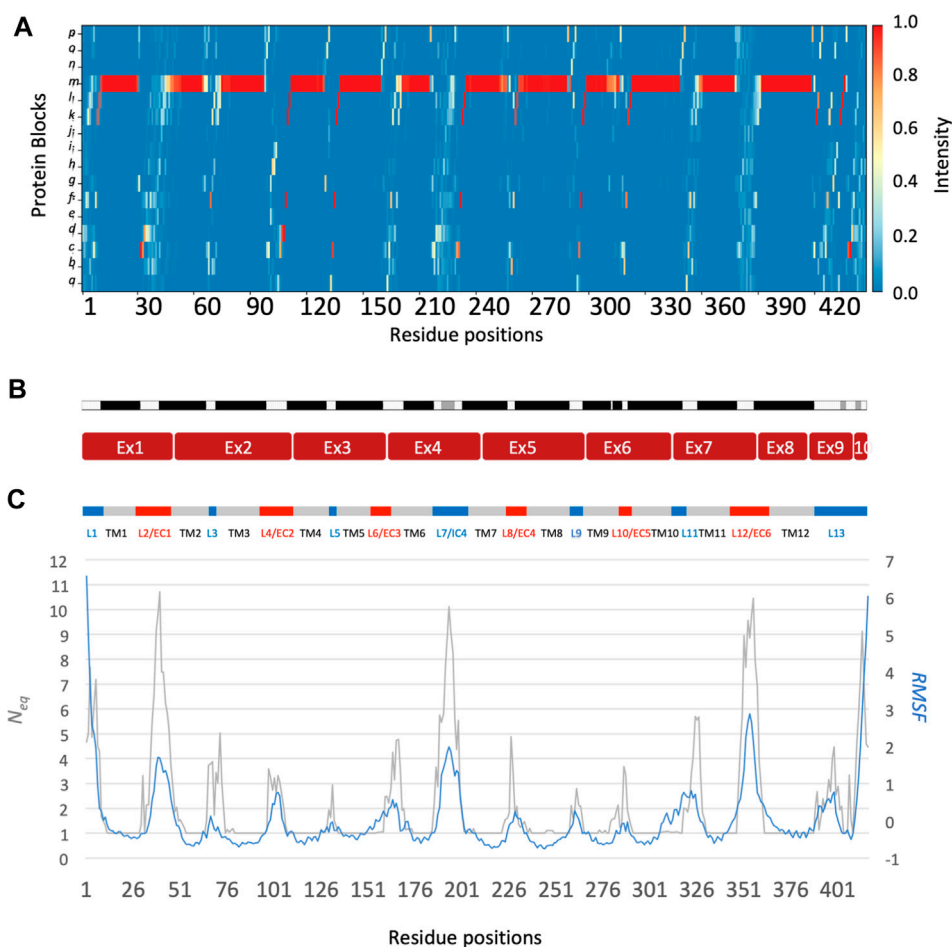 A
Protein Blocks
p
o
n
m
l
k
j
i
h
g
f
e
d
c
b
a
1 30 60 90 120 150 210 240 270 300 330 360 390 420
Residue positions
1.0
0.8
0.6
0.4
0.2
0.0
Intensity
B
Ex1 Ex2 Ex3 Ex4 Ex5 Ex6 Ex7 Ex8 Ex9 10
C
L1 TM1 L2/EC1 TM2 L3 TM3 L4/EC2 TM4 L5 TM5 L6/EC3 TM6 L7/IC4 TM7 L8/EC4 TM8 L9 TM9 L10/EC5 TM10 L11 TM11 L12/EC6 TM12 L13
12
11
10
9
8
7
6
5
4
3
2
1
0
Neq
7
6
5
4
3
2
1
0
-1
RMSF
1 26 51 76 101 126 151 176 201 226 251 276 301 326 351 376 401
Residue positions